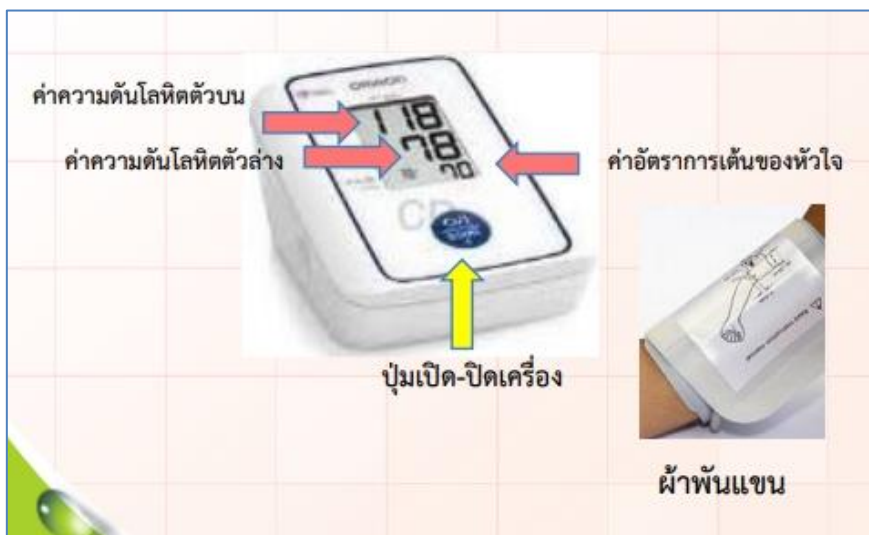 ค่าความดันโลหิตตัวบน
OMRON
118
78
ค่าความดันโลหิตตัวล่าง
70
ค่าอัตราการเต้นของหัวใจ
ปุ่มเปิด-ปิดเครื่อง
ผ้าพันแขน